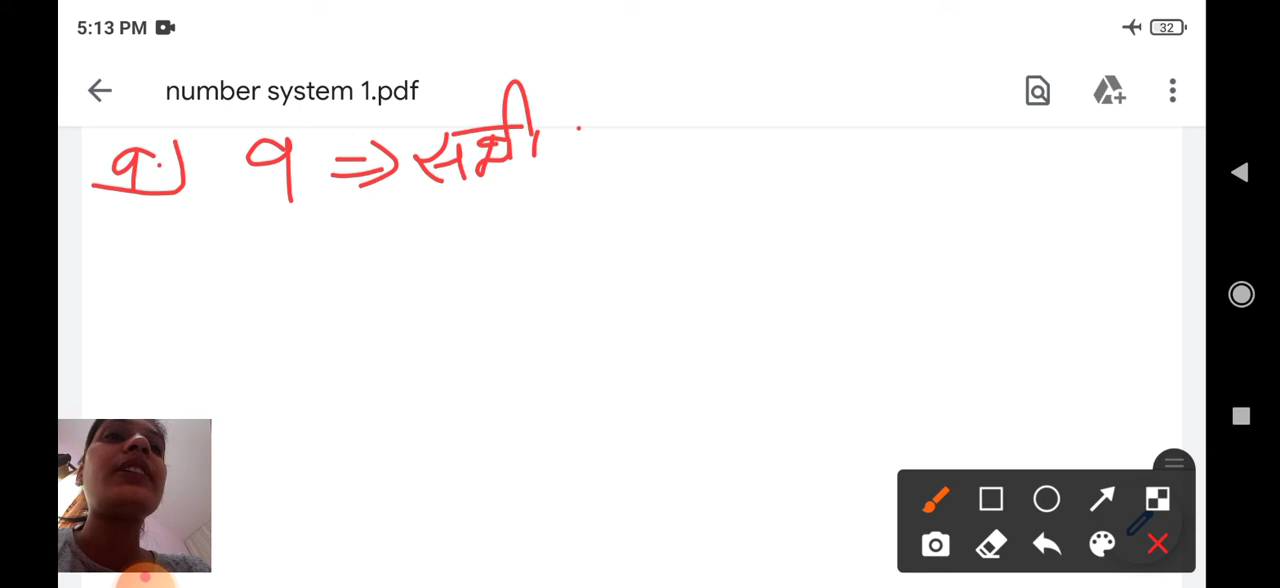 5:13 PM 32
number system 1.pdf
9.) 9 ⇒ सभी